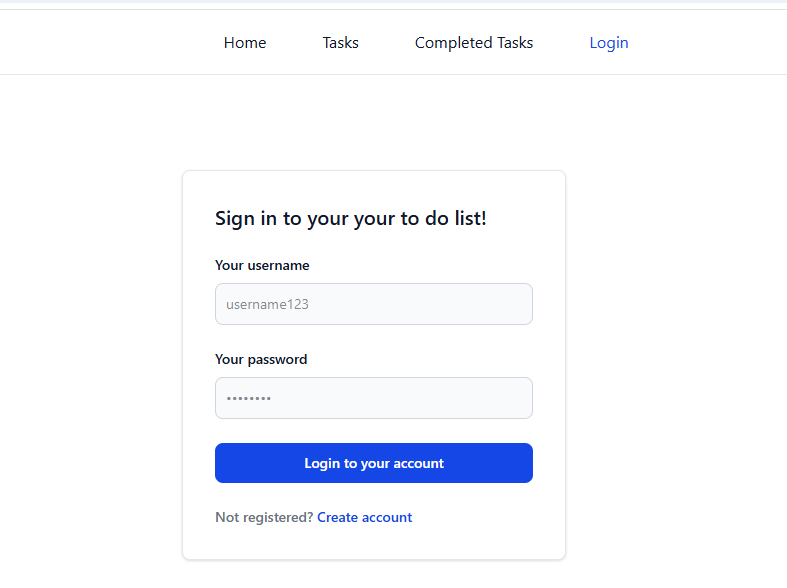 Home Tasks Completed Tasks Login
Sign in to your your to do list!
Your username
username123
Your password
••••••••
Login to your account
Not registered? Create account